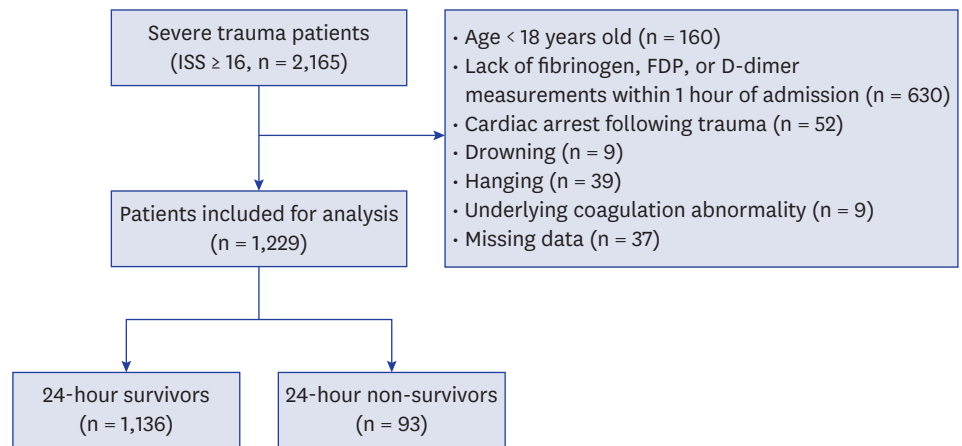 Severe trauma patients
(ISS ≥ 16, n = 2,165)
· Age < 18 years old (n = 160)
· Lack of fibrinogen, FDP, or D-dimer
measurements within 1 hour of admission (n = 630)
· Cardiac arrest following trauma (n = 52)
· Drowning (n = 9)
· Hanging (n = 39)
· Underlying coagulation abnormality (n = 9)
· Missing data (n = 37)
Patients included for analysis
(n = 1,229)
24-hour survivors
(n = 1,136)
24-hour non-survivors
(n = 93)